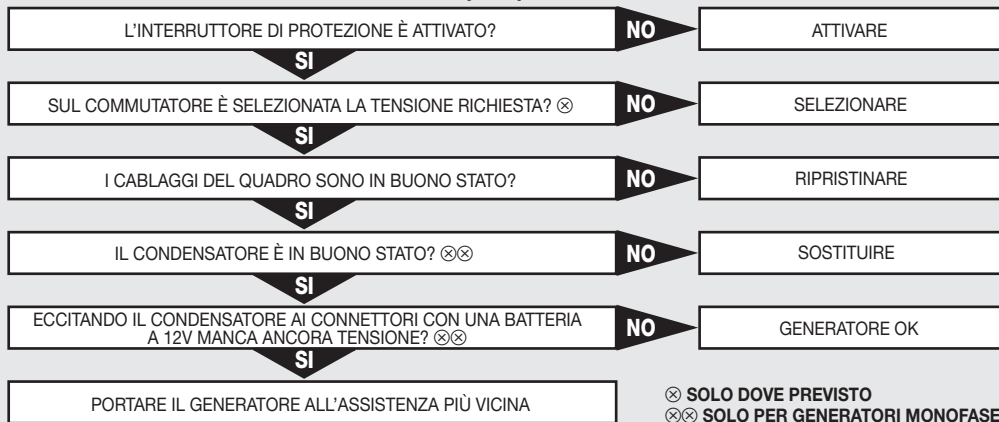 L'INTERRUTTORE DI PROTEZIONE È ATTIVATO?
NO
ATTIVARE
SI
SUL COMMUTATORE È SELEZIONATA LA TENSIONE RICHIESTA? ⊗
NO
SELEZIONARE
SI
I CABLAGGI DEL QUADRO SONO IN BUONO STATO?
NO
RIPRISTINARE
SI
IL CONDENSATORE È IN BUONO STATO? ⊗⊗
NO
SOSTITUIRE
SI
ECCITANDO IL CONDENSATORE AI CONNETTORI CON UNA BATTERIA
A 12V MANCA ANCORA TENSIONE? ⊗⊗
NO
GENERATORE OK
SI
PORTARE IL GENERATORE ALL'ASSISTENZA PIÙ VICINA
⊗ SOLO DOVE PREVISTO
⊗⊗ SOLO PER GENERATORI MONOFASE